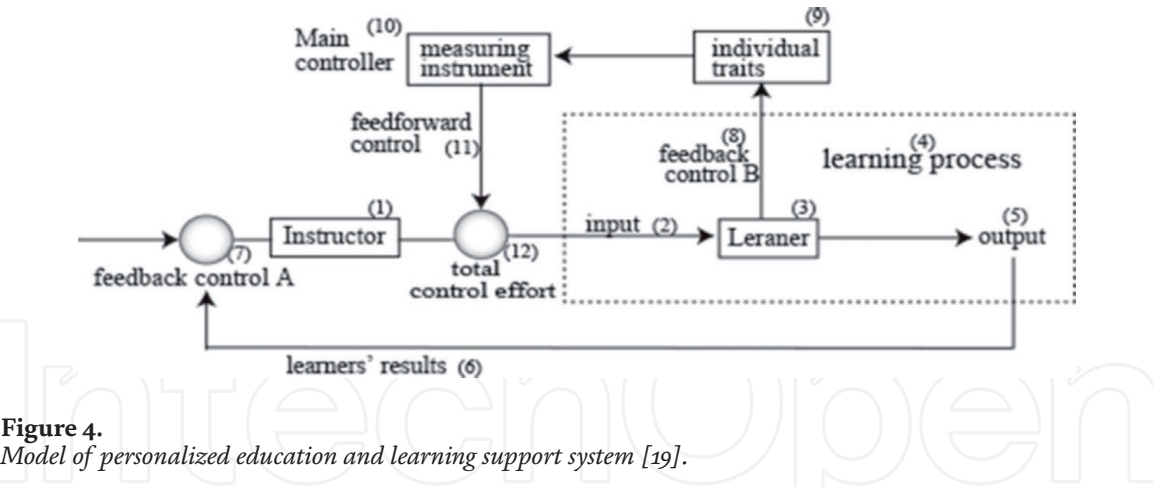 (9)
(10)
Main
controller
measuring
instrument
individual
traits
feedforward
control (11)
(8)
feedback
control B
(4)
learning process
(1)
Instructor
input (2)
(3)
Leraner
(5)
output
(7)
feedback control A
(12)
total
control effort
learners' results (6)
IntechOpen
Figure 4.
Model of personalized education and learning support system [19].